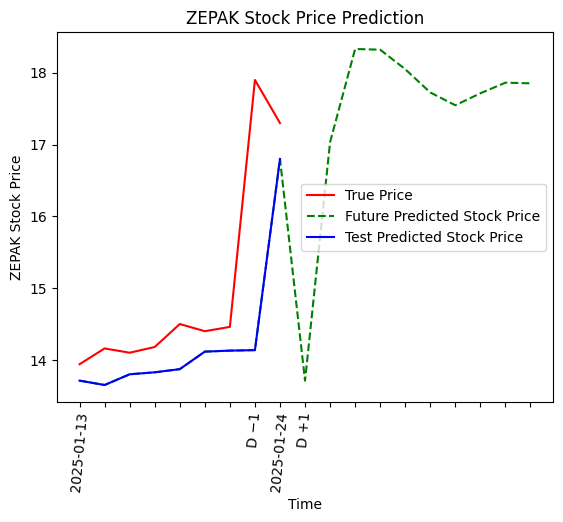 ZEPAK Stock Price Prediction
ZEPAK Stock Price
18
17
16
15
14
True Price
Future Predicted Stock Price
Test Predicted Stock Price
2025-01-13
D −1
2025-01-24
D +1
Time